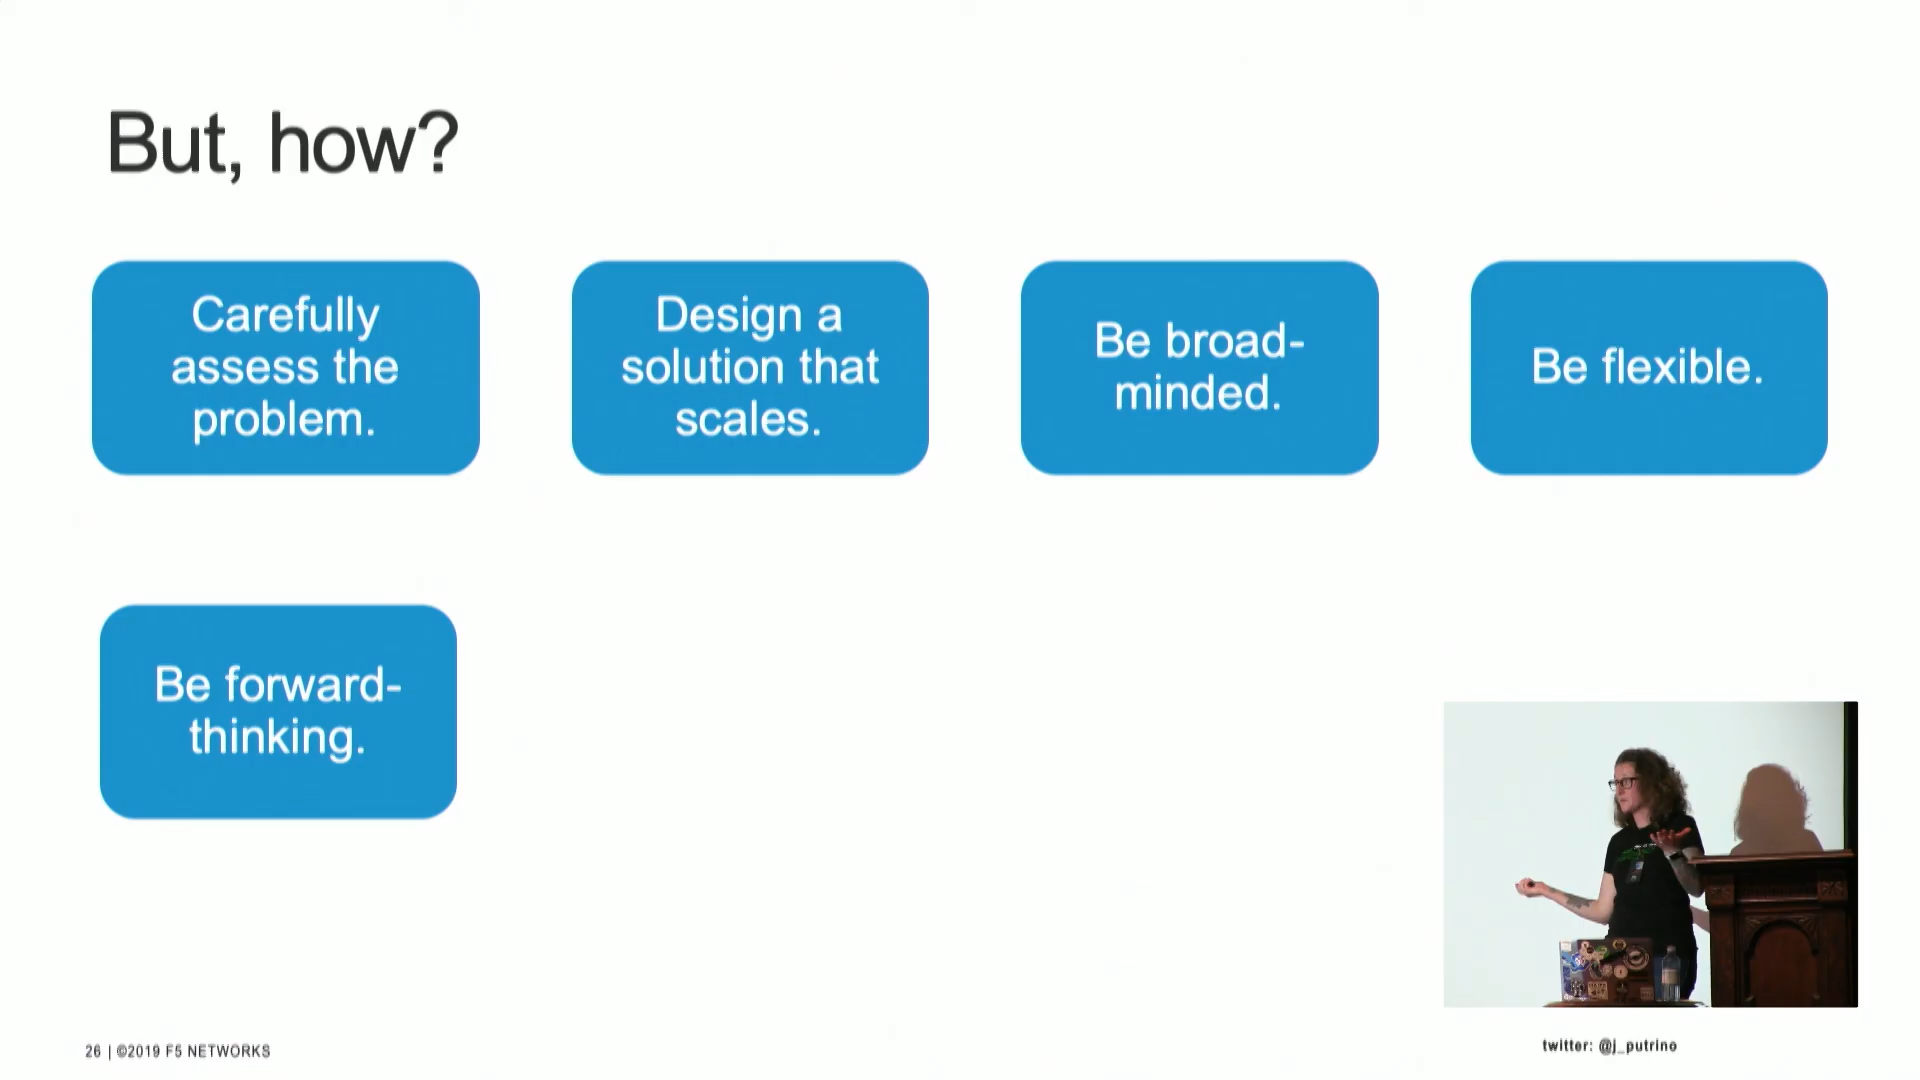 But, how?
Carefully
assess the
problem.
Design a
solution that
scales.
Be broad-
minded.
Be flexible.
Be forward-
thinking.
26 | ©2019 F5 NETWORKS
twitter: @j_putrino